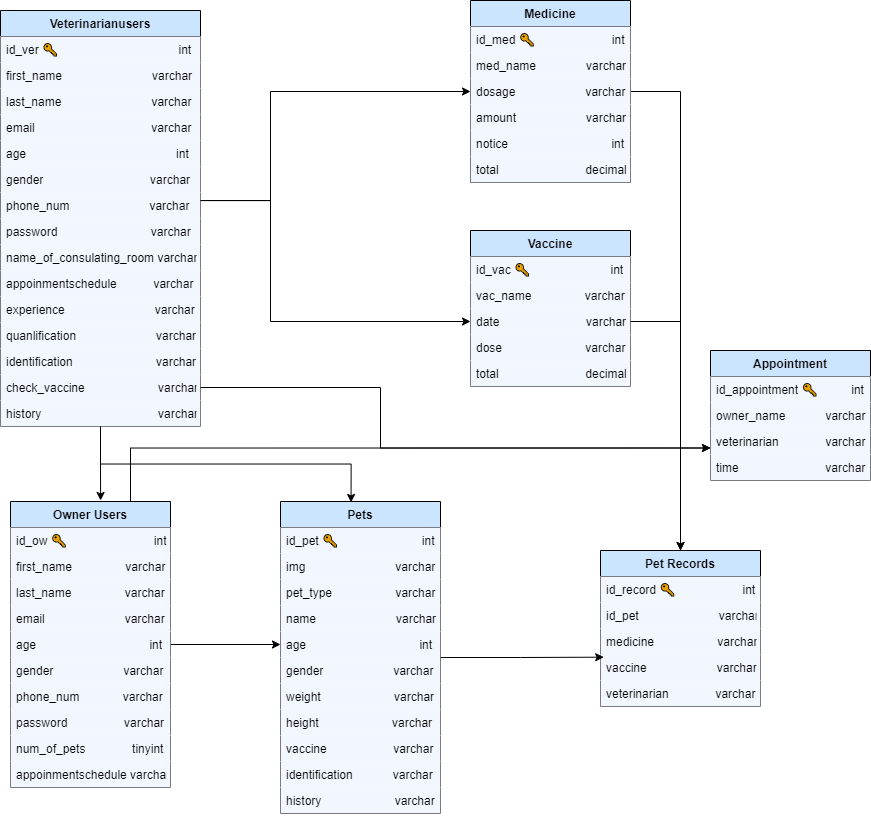 Veterinarianusers
id_ver int
first_name varchar
last_name varchar
email varchar
age int
gender varchar
phone_num varchar
password varchar
name_of_consulating_room varchar
appoinmentschedule varchar
experience varchar
quanlification varchar
identification varchar
check_vaccine varchar
history varchar
Medicine
id_med int
med_name varchar
dosage varchar
amount varchar
notice int
total decimal
Vaccine
id_vac int
vac_name varchar
date varchar
dose varchar
total decimal
Appointment
id_appointment int
owner_name varchar
veterinarian varchar
time varchar
Owner Users
id_ow int
first_name varchar
last_name varchar
email varchar
age int
gender varchar
phone_num varchar
password varchar
num_of_pets tinyint
appoinmentschedule varcha
Pets
id_pet int
img varchar
pet_type varchar
name varchar
age int
gender varchar
weight varchar
height varchar
vaccine varchar
identification varchar
history varchar
Pet Records
id_record int
id_pet varchar
medicine varchar
vaccine varchar
veterinarian varchar